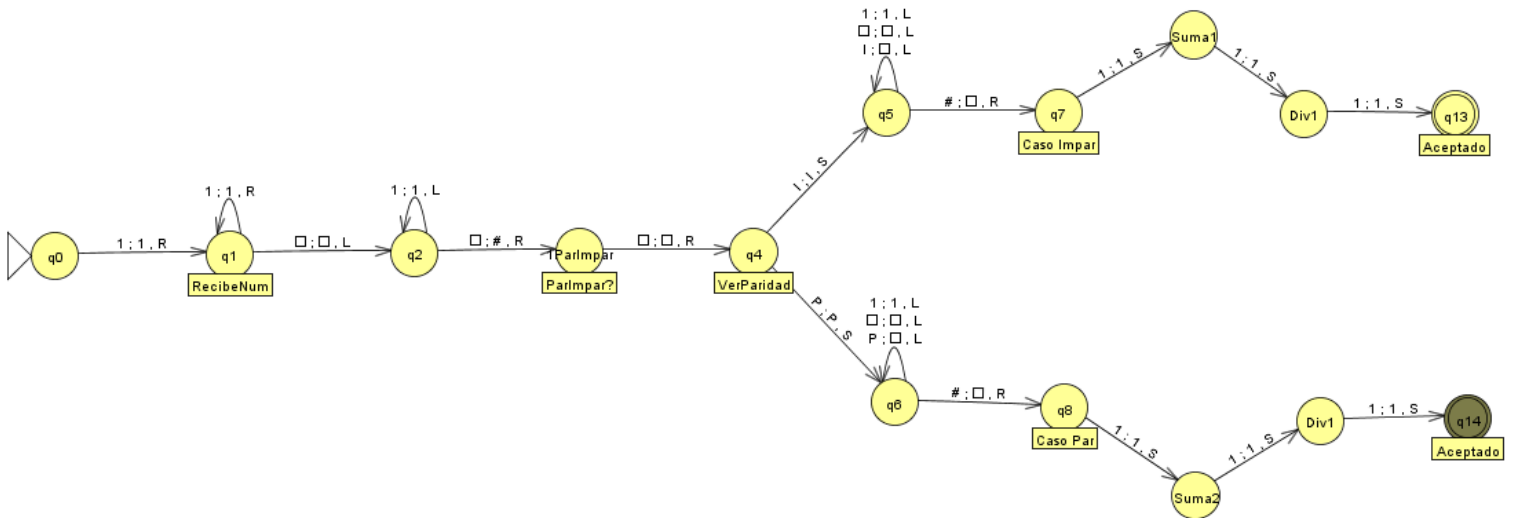 1 ; 1 , L
□ ; □ , L
I ; □ , L
q5
# ; □ , R
q7
Caso Impar
1 ; 1 , S
Suma1
1 ; 1 , S
Div1
1 ; 1 , S
q13
Aceptado
I ; I , S
q0
1 ; 1 , R
1 ; 1 , R
q1
RecibeNum
□ ; □ , L
1 ; 1 , L
q2
□ ; # , R
ParImpar
ParImpar?
□ ; □ , R
q4
VerParidad
P ; P , S
1 ; 1 , L
□ ; □ , L
P ; □ , L
q6
# ; □ , R
q8
Caso Par
1 ; 1 , S
Suma2
1 ; 1 , S
Div1
1 ; 1 , S
q14
Aceptado